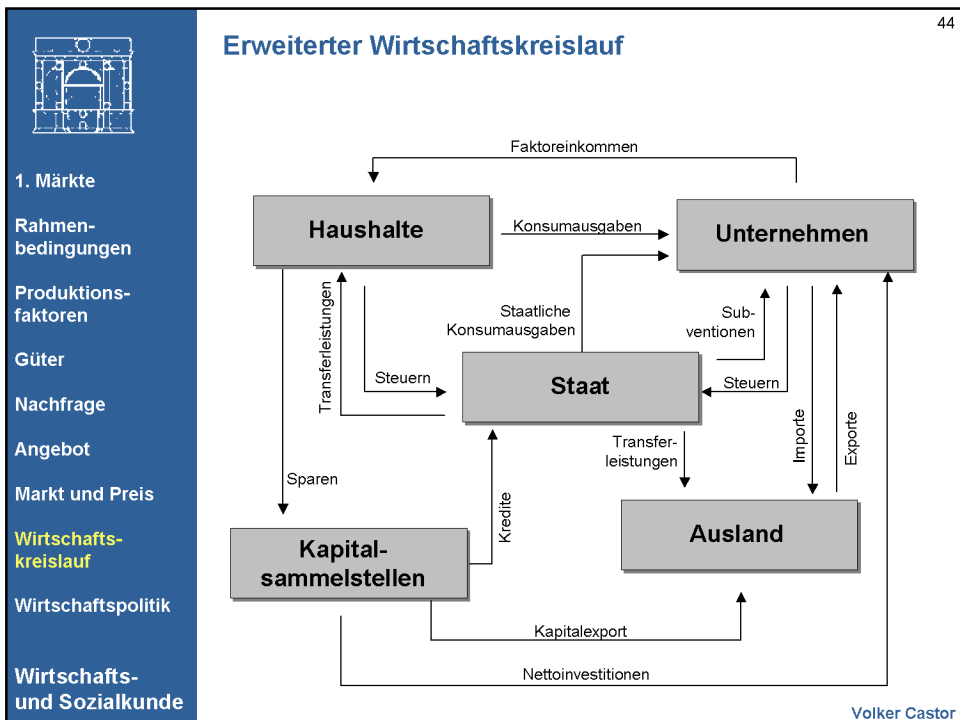 44
Erweiterter Wirtschaftskreislauf
1. Märkte
Rahmen-
bedingungen
Produktions-
faktoren
Güter
Nachfrage
Angebot
Markt und Preis
Wirtschafts-
kreislauf
Wirtschaftspolitik
Wirtschafts-
und Sozialkunde
Faktoreinkommen
Haushalte
Konsumausgaben
Unternehmen
Transferleistungen
Staatliche
Konsumausgaben
Sub-
ventionen
Steuern
Staat
Steuern
Importe
Exporte
Transfer-
leistungen
Sparen
Kredite
Kapital-
sammelstellen
Ausland
Kapitalexport
Nettoinvestitionen
Volker Castor